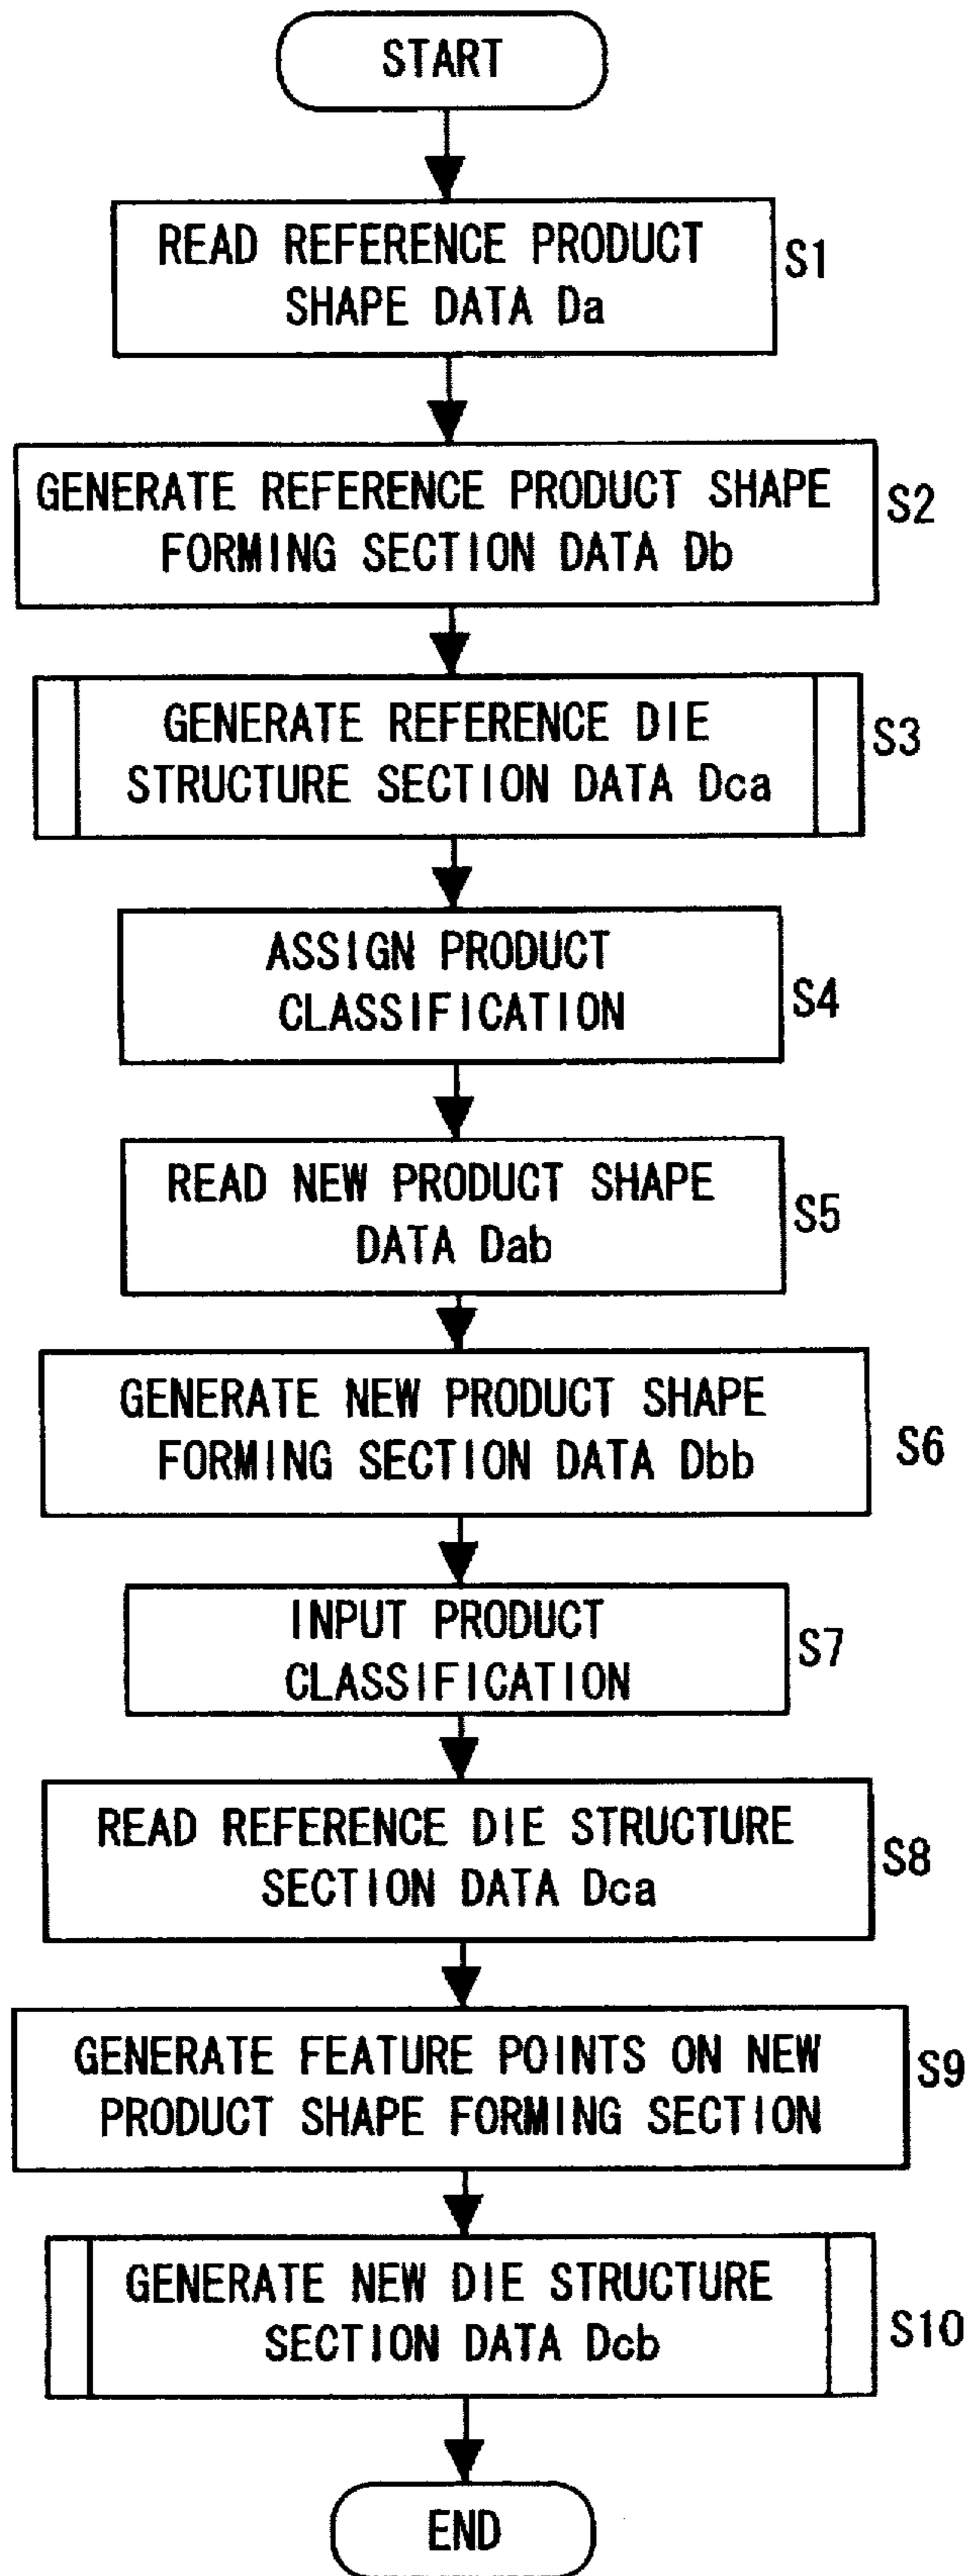 START
READ REFERENCE PRODUCT
SHAPE DATA Da
S1
GENERATE REFERENCE PRODUCT SHAPE
FORMING SECTION DATA Db
S2
GENERATE REFERENCE DIE
STRUCTURE SECTION DATA Dca
S3
ASSIGN PRODUCT
CLASSIFICATION
S4
READ NEW PRODUCT SHAPE
DATA Dab
S5
GENERATE NEW PRODUCT SHAPE
FORMING SECTION DATA Dbb
S6
INPUT PRODUCT
CLASSIFICATION
S7
READ REFERENCE DIE STRUCTURE
SECTION DATA Dca
S8
GENERATE FEATURE POINTS ON NEW
PRODUCT SHAPE FORMING SECTION
S9
GENERATE NEW DIE STRUCTURE
SECTION DATA Dcb
S10
END